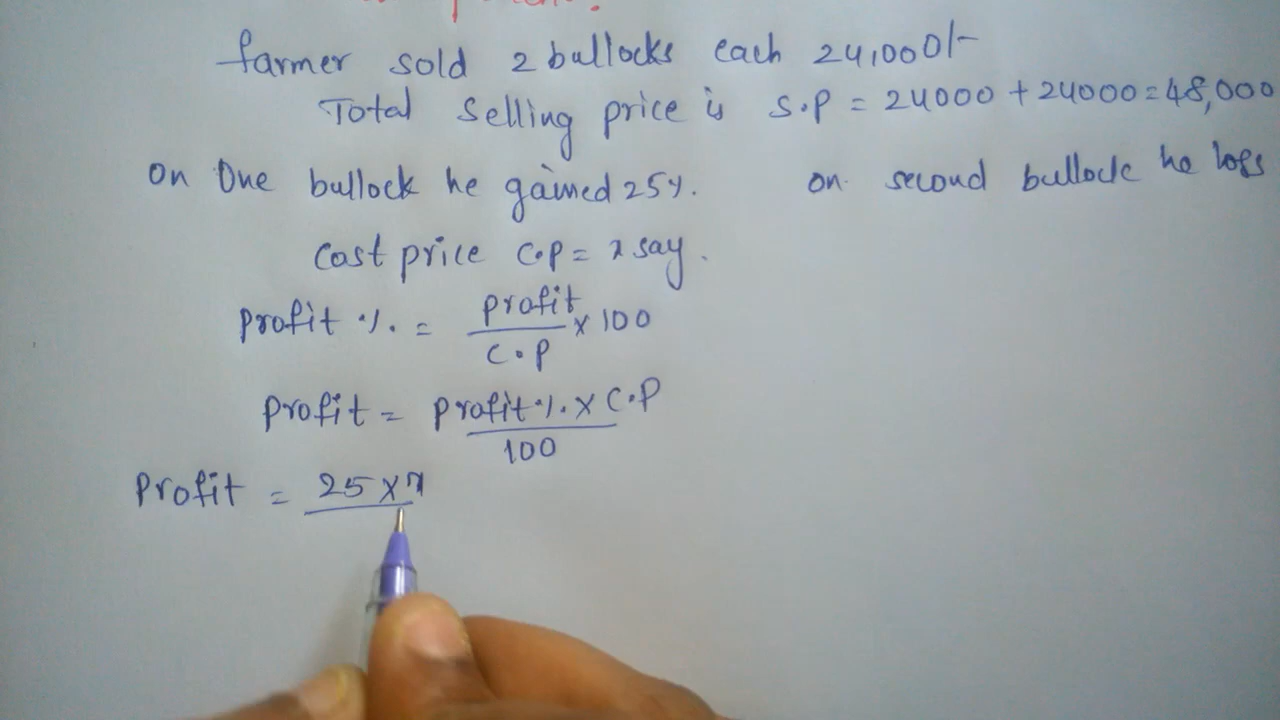 farmer sold 2 bullocks each 24,000/-
Total selling price is S.P = 24000 + 24000 = 48,000
on One bullock he gained 25%. on second bullock he loss
Cost price C.P = x say.
Profit %. = profit / C.P x 100
Profit = profit %. x C.P / 100
Profit = 25 x x